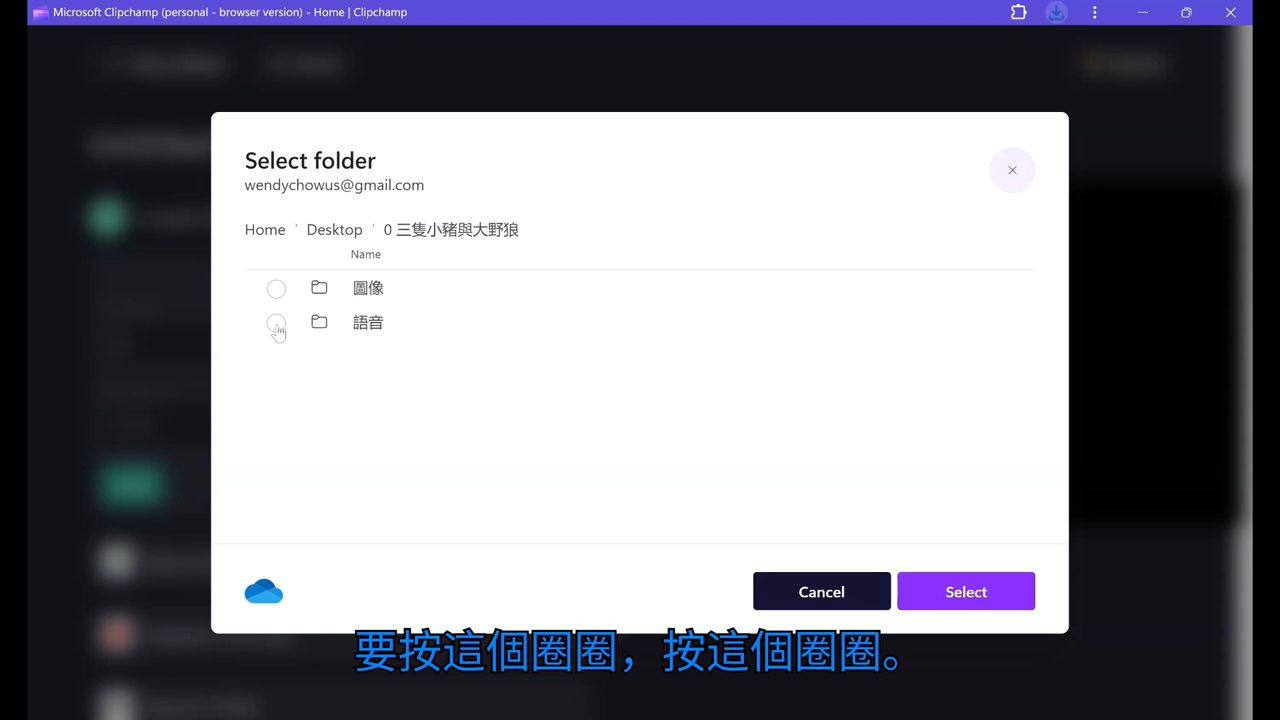 Microsoft Clipchamp (personal - browser version) - Home | Clipchamp
Select folder
wendychowus@gmail.com
Home › Desktop › 0 三隻小豬與大野狼
Name
圖像
語音
Cancel
Select
要按這個圈圈，按這個圈圈。